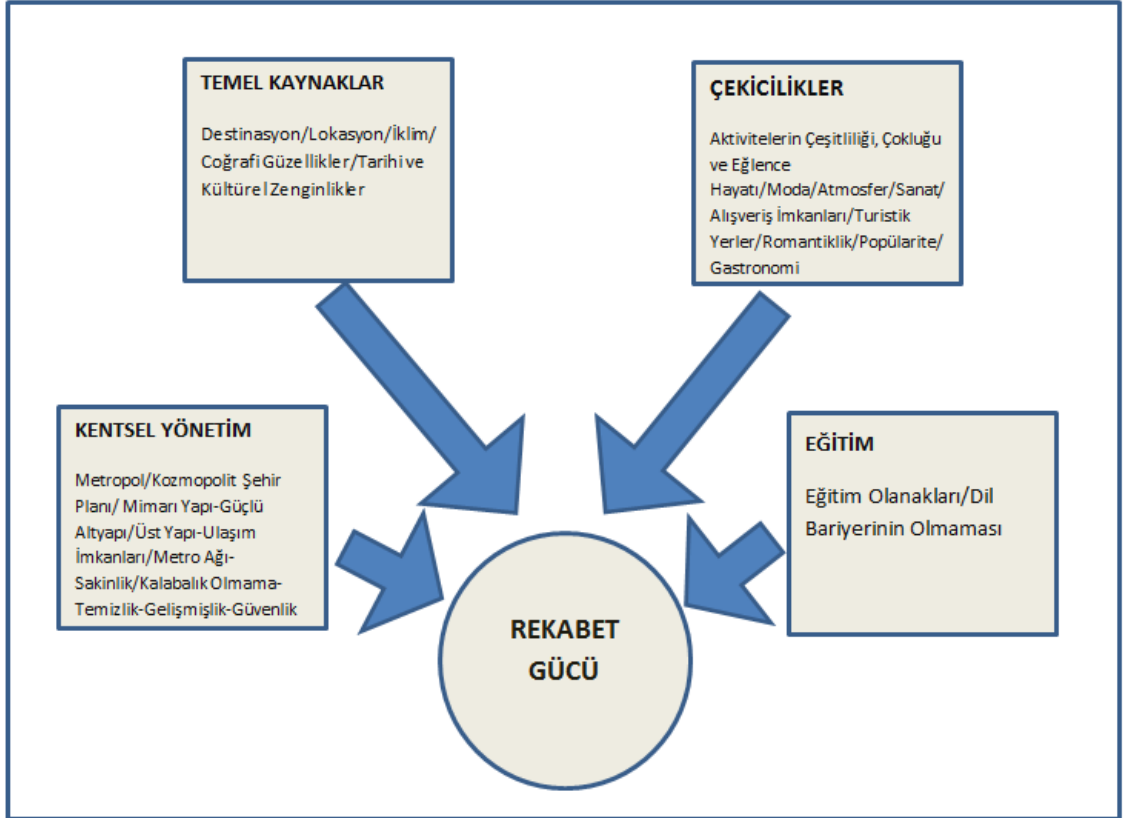 TEMEL KAYNAKLAR
Destinasyon/Lokasyon/İklim/
Coğrafi Güzellikler/Tarihi ve
Kültürel Zenginlikler
ÇEKİCİLİKLER
Aktivitelerin Çeşitliliği, Çokluğu
ve Eğlence
Hayatı/Moda/Atmosfer/Sanat/
Alışveriş İmkanları/Turistik
Yerler/Romantiklik/Popülarite/
Gastronomi
KENTSEL YÖNETİM
Metropol/Kozmopolit Şehir
Planı/ Mimarı Yapı-Güçlü
Altyapı/Üst Yapı-Ulaşım
İmkanları/Metro Ağı-
Sakinlik/Kalabalık Olmama-
Temizlik-Gelişmişlik-Güvenlik
EĞİTİM
Eğitim Olanakları/Dil
Bariyerinin Olmaması
REKABET
GÜCÜ